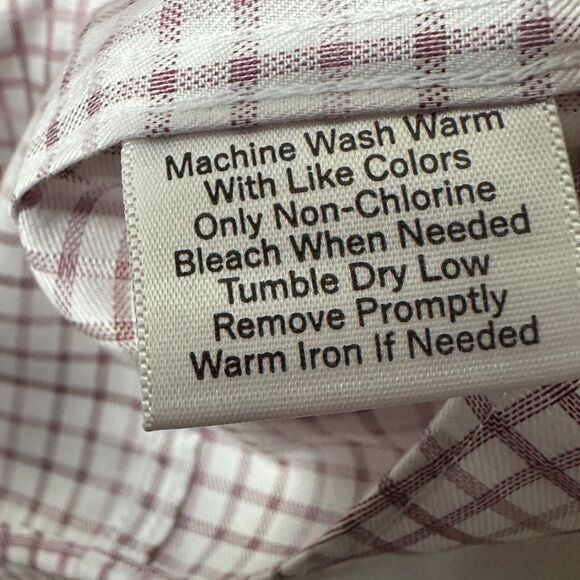 Machine Wash Warm
With Like Colors
Only Non-Chlorine
Bleach When Needed
Tumble Dry Low
Remove Promptly
Warm Iron If Needed